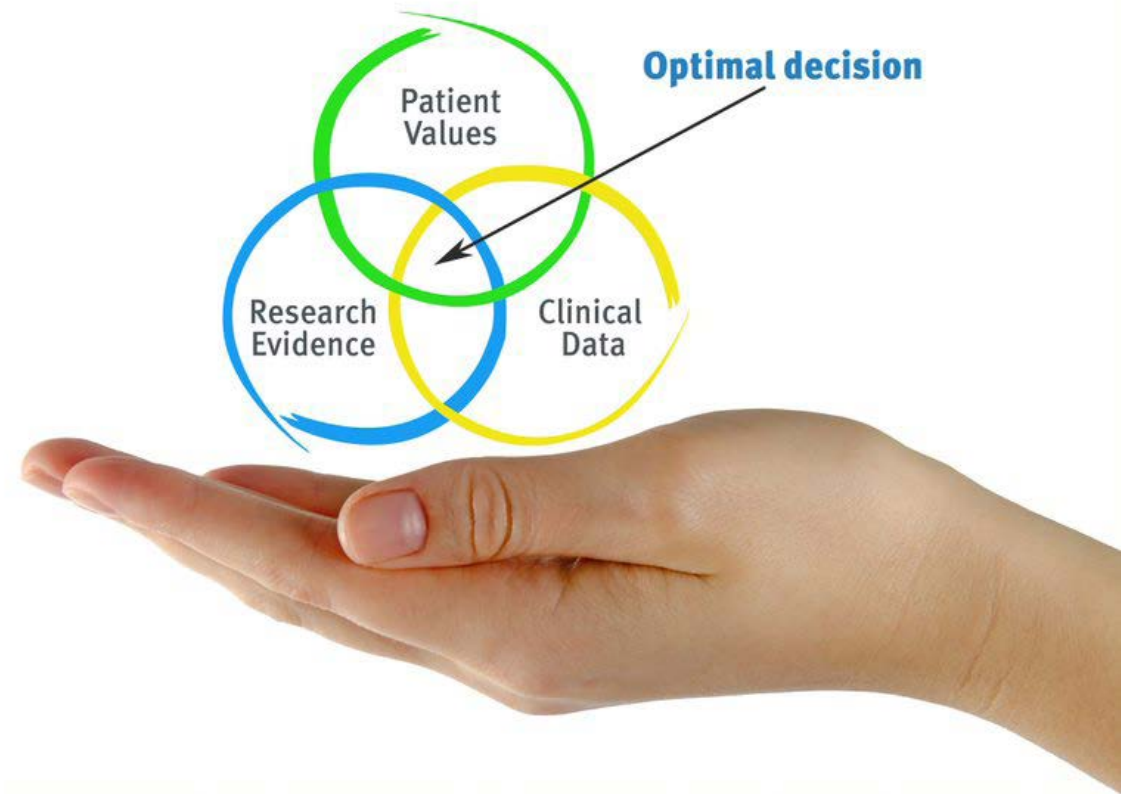 Optimal decision
Patient
Values
Research
Evidence
Clinical
Data